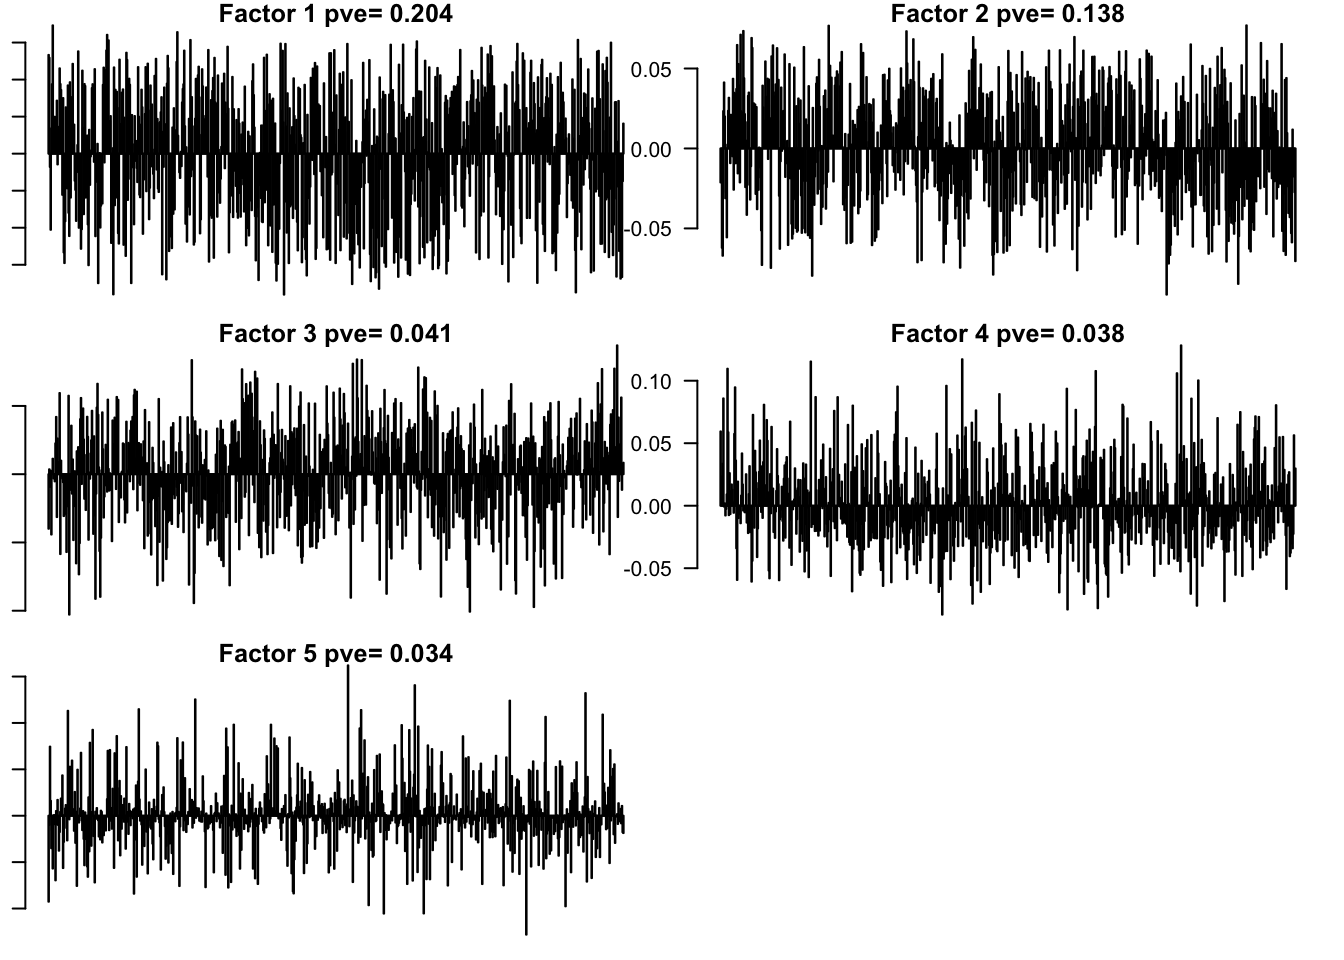 Factor 1 pve= 0.204
Factor 2 pve= 0.138
0.05
0.00
-0.05
Factor 3 pve= 0.041
Factor 4 pve= 0.038
0.10
0.05
0.00
-0.05
Factor 5 pve= 0.034